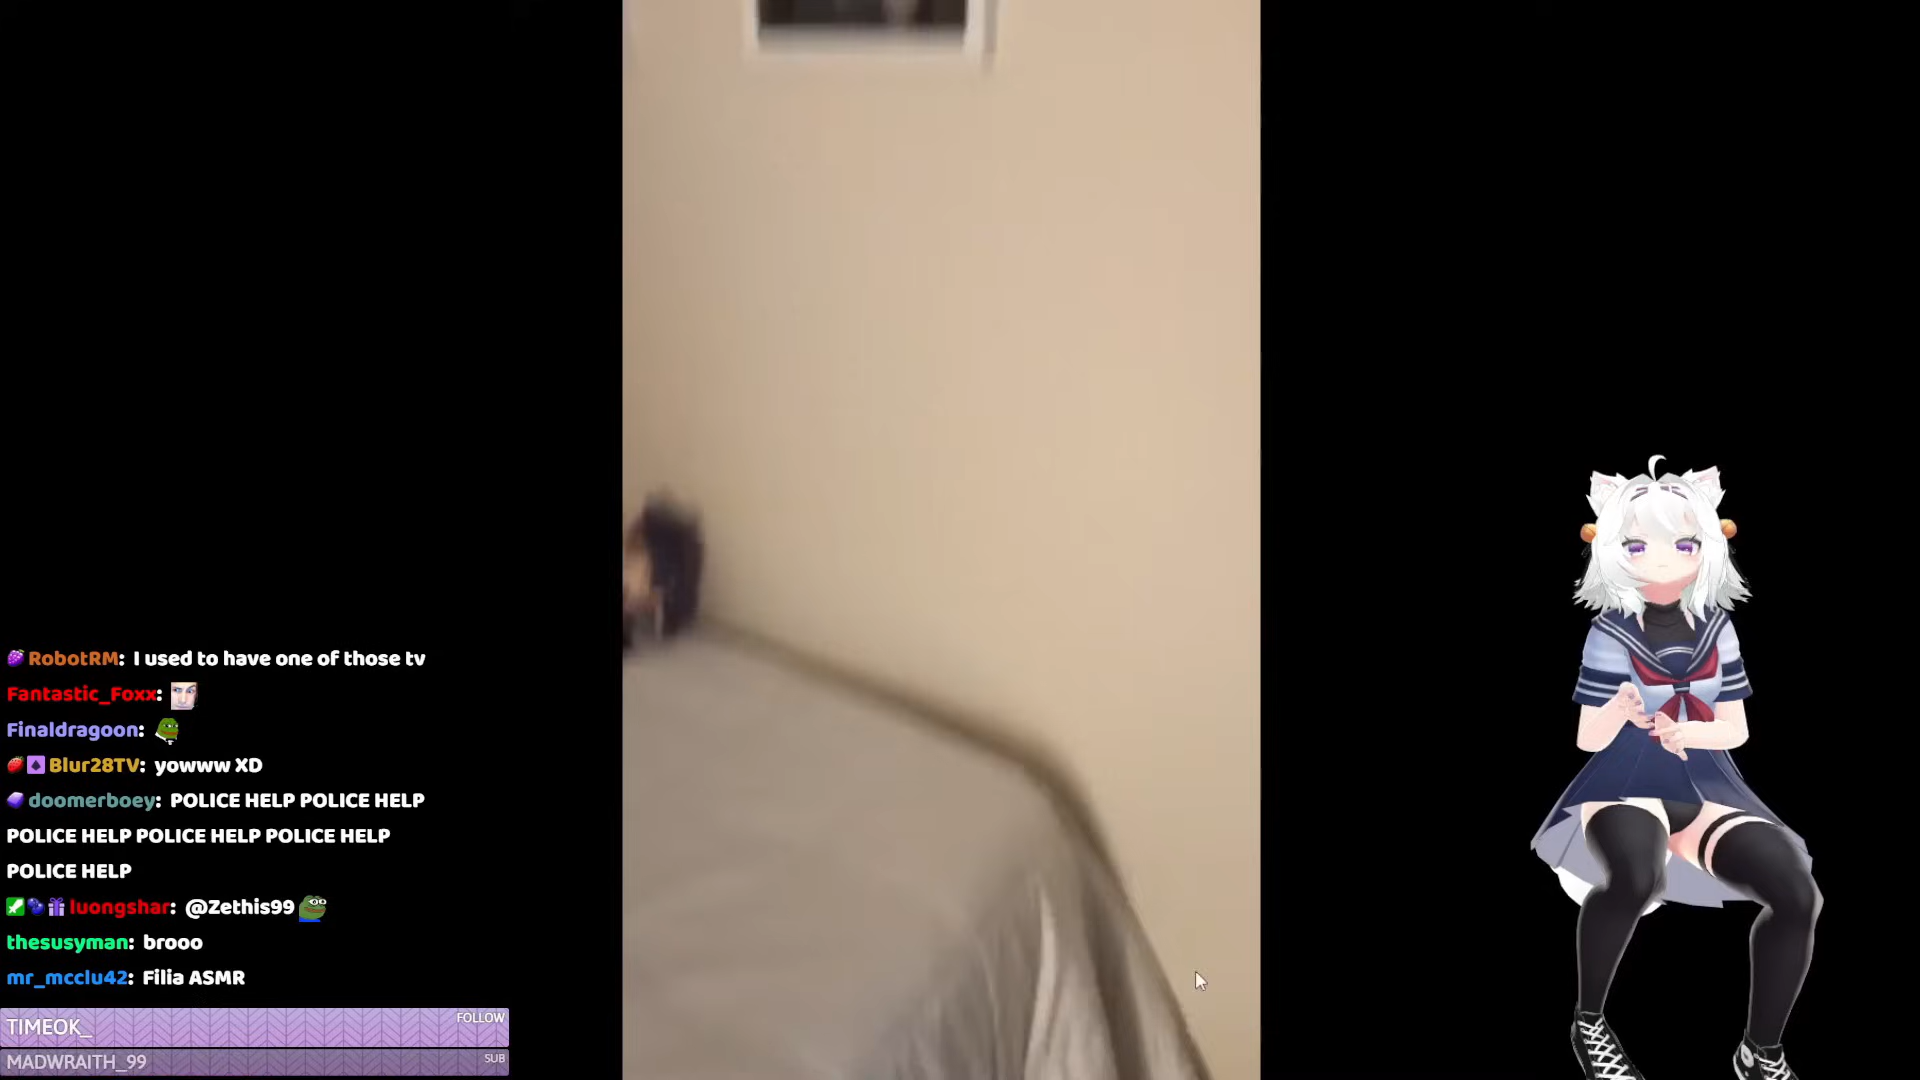 RobotRM: I used to have one of those tv
Fantastic_Foxx:
Finaldragoon:
Blur28TV: yowww XD
doomerboey: POLICE HELP POLICE HELP
POLICE HELP POLICE HELP POLICE HELP
POLICE HELP
luongshar: @Zethis99
thesusyman: brooo
mr_mcclu42: Filia ASMR
TIMEOK_ FOLLOW
MADWRAITH_99 SUB